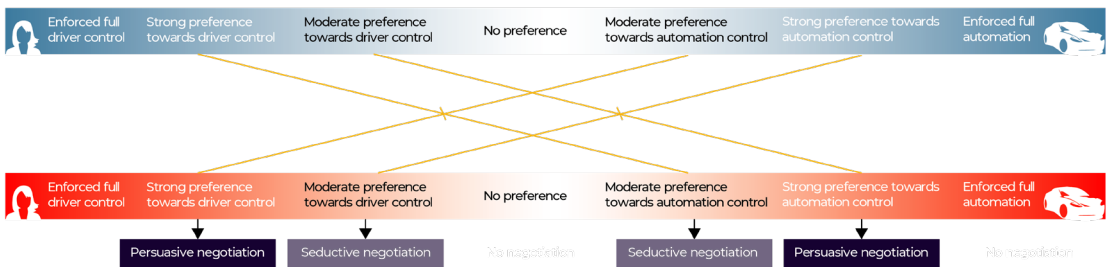 Enforced full
driver control
Strong preference
towards driver control
Moderate preference
towards driver control
No preference
Moderate preference
towards automation control
Strong preference towards
automation control
Enforced full
automation
Enforced full
driver control
Strong preference
towards driver control
Moderate preference
towards driver control
No preference
Moderate preference
towards automation control
Strong preference towards
automation control
Enforced full
automation
Persuasive negotiation
Seductive negotiation
No negotiation
Seductive negotiation
Persuasive negotiation
No negotiation